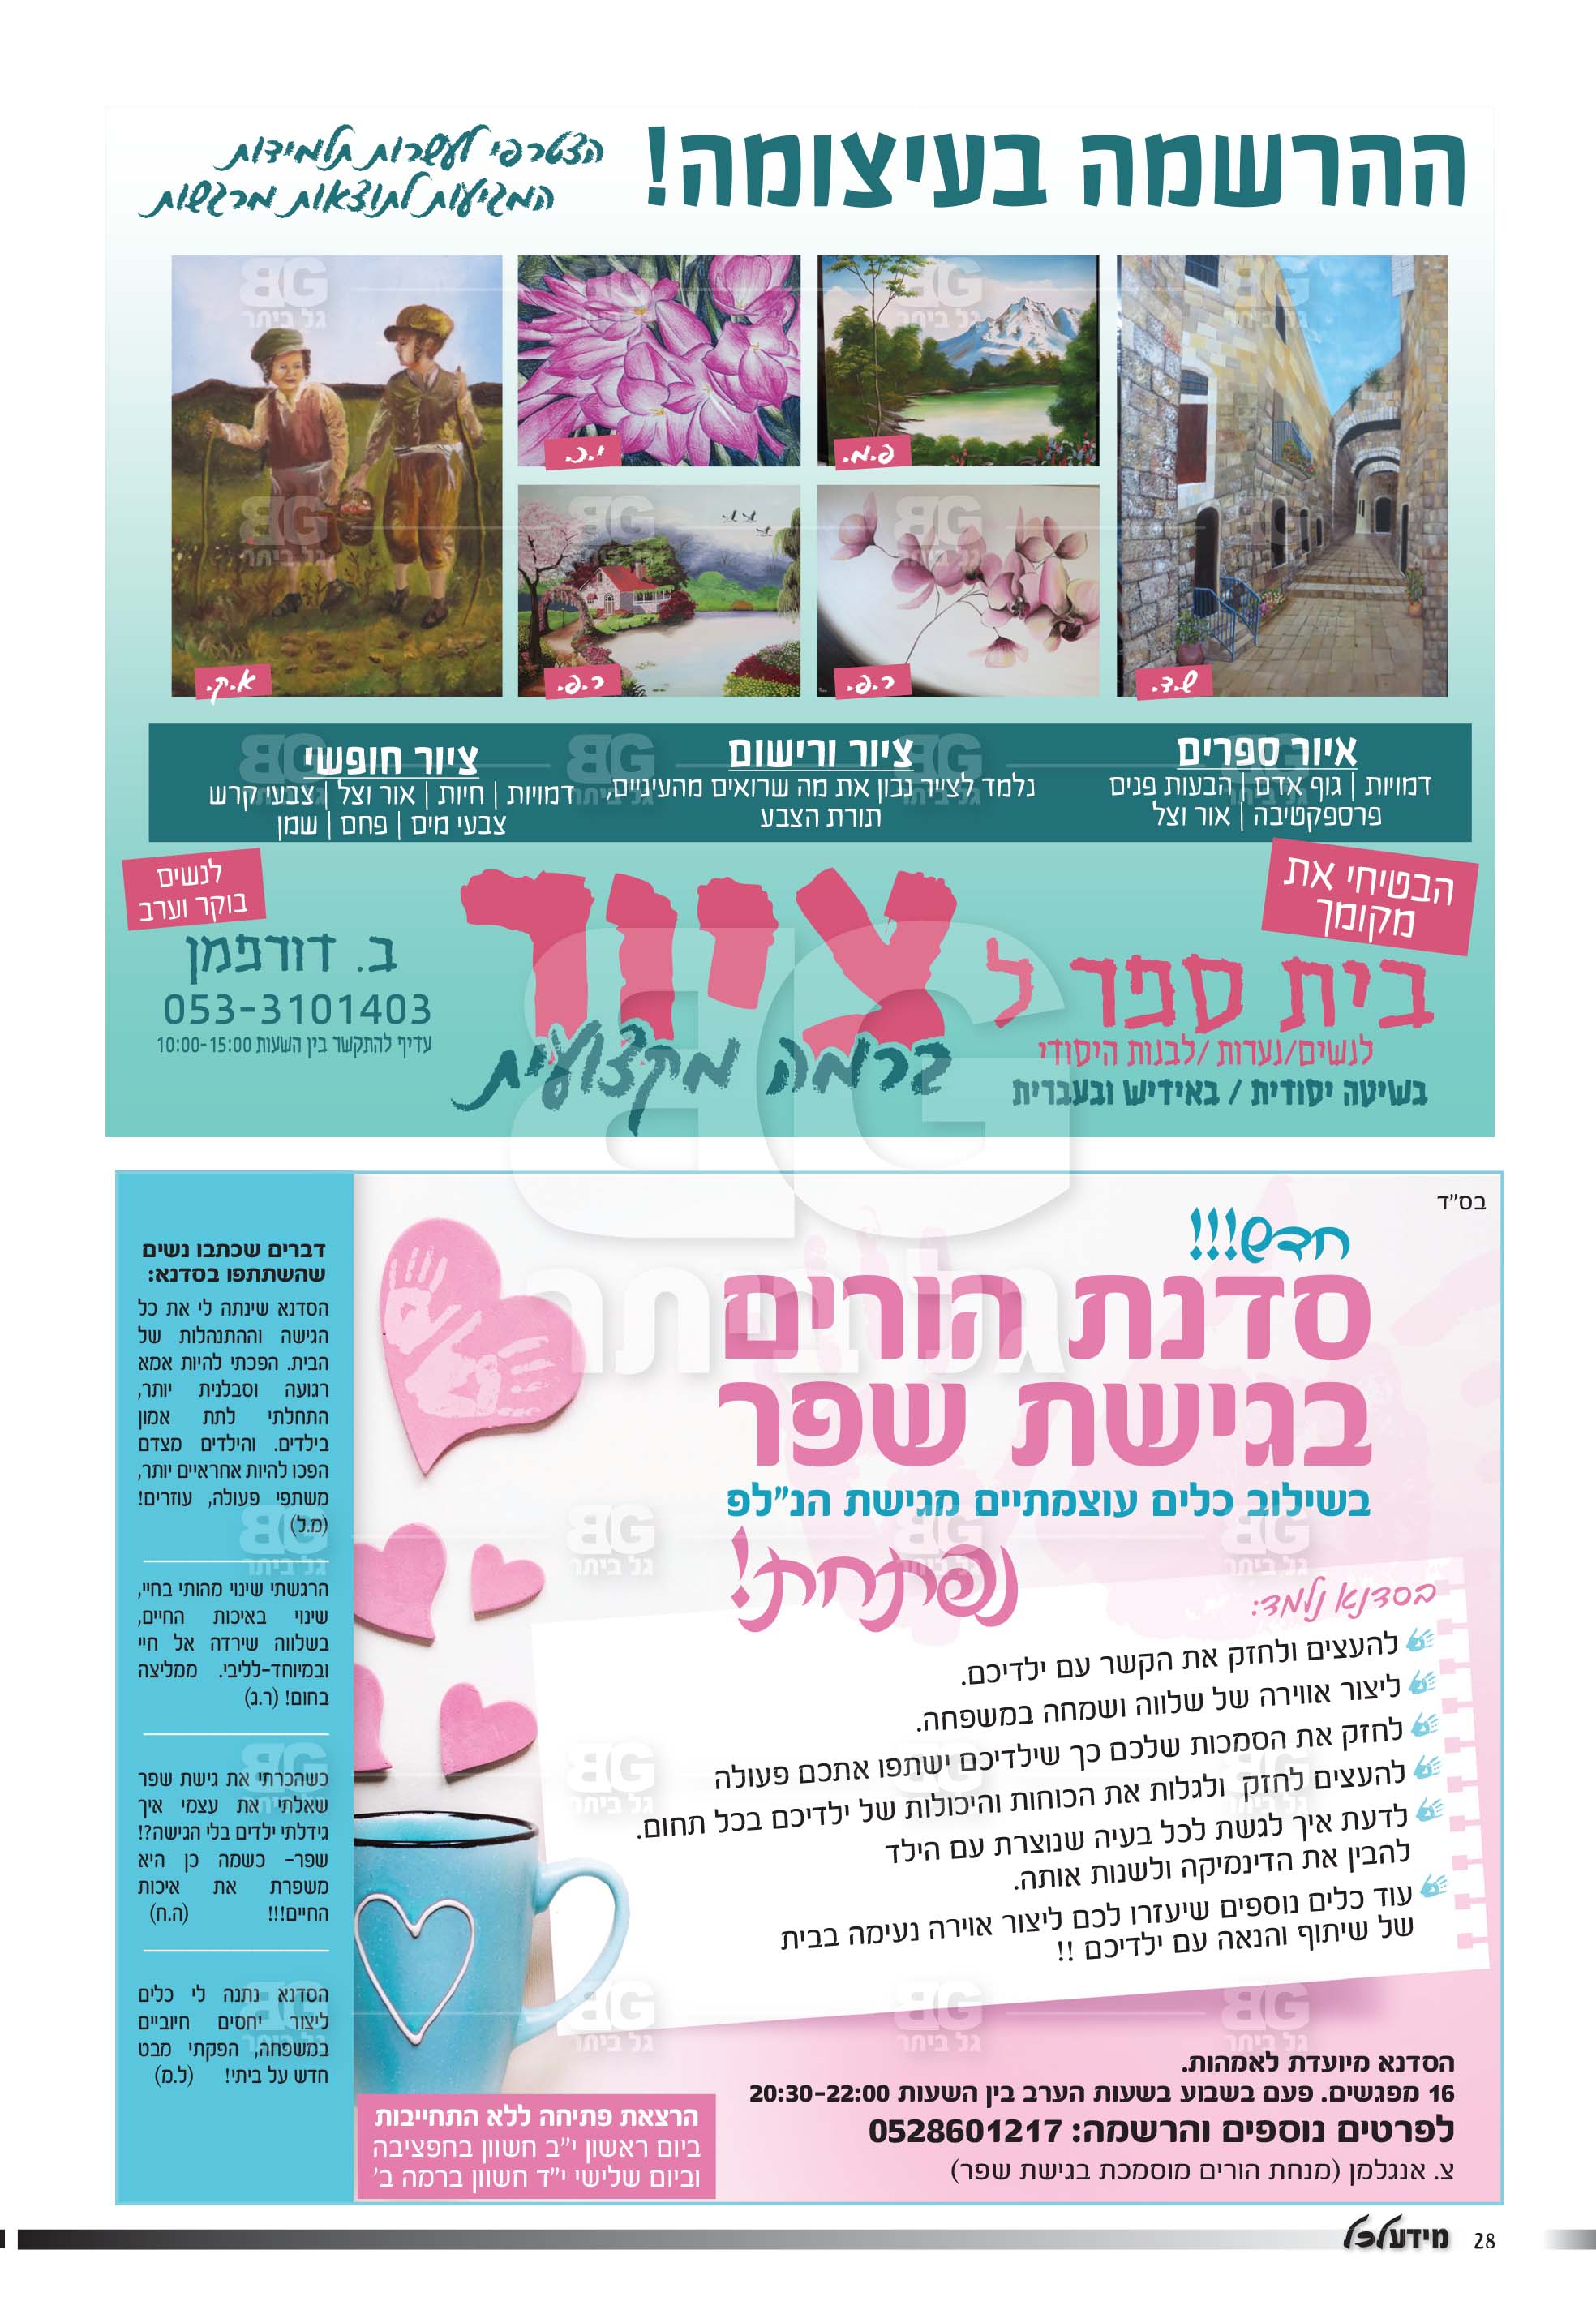 ההרשמה בעיצומה!
הצטרפי לעשרות תלמידות
המגיעות לתוצאות מרגשות
י.כ.
פ.מ.
א.ק.
ר.פ.
ר.פ.
ש.ד.
איור ספרים
דמויות | גוף אדם | הבעות פנים
פרספקטיבה | אור וצל
ציור ורישום
נלמד לצייר נכון את מה שרואים מהעיניים,
תורת הצבע
ציור חופשי
דמויות | חיות | אור וצל | צבעי קרש
צבעי מים | פחם | שמן
הבטיחי את
מקומך
בית ספר ל
ציור
ברמה מקצועית
לנשים/נערות /לבנות היסודי
בשיטה יסודית / באידיש ובעברית
לנשים
בוקר וערב
ב. דורפמן
053-3101403
עדיף להתקשר בין השעות 10:00-15:00
בס"ד
חדש!!!
סדנת הורים
בגישת שפר
בשילוב כלים עוצמתיים מגישת הנ"לפ
נפתחת!
בסדנא נלמד:
להעצים ולחזק את הקשר עם ילדיכם.
ליצור אווירה של שלווה ושמחה במשפחה.
לחזק את הסמכות שלכם כך שילדיכם ישתפו אתכם פעולה
להעצים לחזק ולגלות את הכוחות והיכולות של ילדיכם בכל תחום.
לדעת איך לגשת לכל בעיה שנוצרת עם הילד
להבין את הדינמיקה ולשנות אותה.
עוד כלים נוספים שיעזרו לכם ליצור אוירה נעימה בבית
של שיתוף והנאה עם ילדיכם !!
הסדנא מיועדת לאמהות.
16 מפגשים. פעם בשבוע בשעות הערב בין השעות 20:30-22:00
לפרטים נוספים והרשמה: 0528601217
צ. אנגלמן (מנחת הורים מוסמכת בגישת שפר)
הרצאת פתיחה ללא התחייבות
ביום ראשון י"ב חשוון בחפציבה
וביום שלישי י"ד חשוון ברמה ב'
דברים שכתבו נשים
שהשתתפו בסדנא:
הסדנא שינתה לי את כל
הגישה וההתנהלות של
הבית. הפכתי להיות אמא
רגועה וסבלנית יותר,
התחלתי לתת אמון
בילדים. והילדים מצדם
הפכו להיות אחראיים יותר,
משתפי פעולה, עוזרים!
(מ.ל)
הרגשתי שינוי מהותי בחיי,
שינוי באיכות החיים,
בשלווה שירדה אל חיי
ובמיוחד-לליבי. ממליצה
בחום! (ר.ג)
כשהכרתי את גישת שפר
שאלתי את עצמי איך
גידלתי ילדים בלי הגישה?!
שפר- כשמה כן היא
משפרת את איכות
החיים!!! (ה.ח)
הסדנא נתנה לי כלים
ליצור יחסים חיוביים
במשפחה, הפקתי מבט
חדש על ביתי! (ל.מ)
BG
גל ביתר
מידע לכל
28